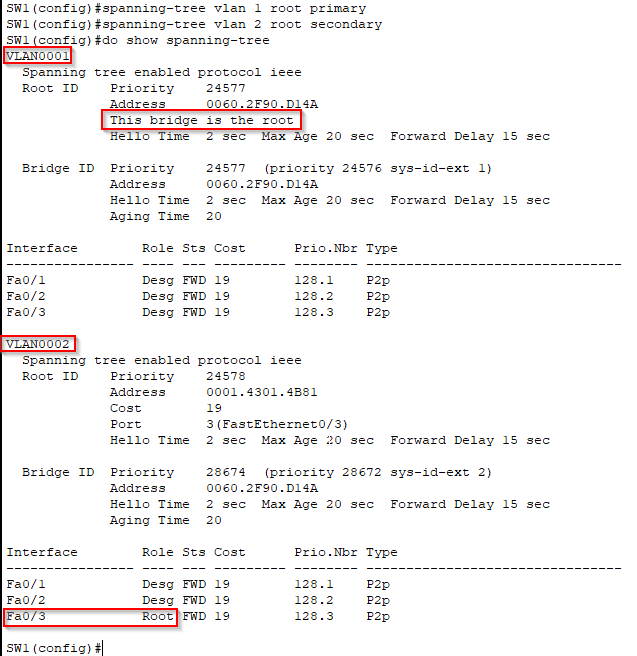 SW1(config)#spanning-tree vlan 1 root primary
SW1(config)#spanning-tree vlan 2 root secondary
SW1(config)#do show spanning-tree
VLAN0001
  Spanning tree enabled protocol ieee
  Root ID    Priority    24577
             Address     0060.2F90.D14A
             This bridge is the root
             Hello Time  2 sec  Max Age 20 sec  Forward Delay 15 sec

  Bridge ID  Priority    24577  (priority 24576 sys-id-ext 1)
             Address     0060.2F90.D14A
             Hello Time  2 sec  Max Age 20 sec  Forward Delay 15 sec
             Aging Time  20

Interface        Role Sts Cost      Prio.Nbr Type
---------------- ---- --- --------- -------- --------------------------------
Fa0/1            Desg FWD 19        128.1    P2p
Fa0/2            Desg FWD 19        128.2    P2p
Fa0/3            Desg FWD 19        128.3    P2p

VLAN0002
  Spanning tree enabled protocol ieee
  Root ID    Priority    24578
             Address     0001.4301.4B81
             Cost        19
             Port        3(FastEthernet0/3)
             Hello Time  2 sec  Max Age 20 sec  Forward Delay 15 sec

  Bridge ID  Priority    28674  (priority 28672 sys-id-ext 2)
             Address     0060.2F90.D14A
             Hello Time  2 sec  Max Age 20 sec  Forward Delay 15 sec
             Aging Time  20

Interface        Role Sts Cost      Prio.Nbr Type
---------------- ---- --- --------- -------- --------------------------------
Fa0/1            Desg FWD 19        128.1    P2p
Fa0/2            Desg FWD 19        128.2    P2p
Fa0/3            Root FWD 19        128.3    P2p

SW1(config)#